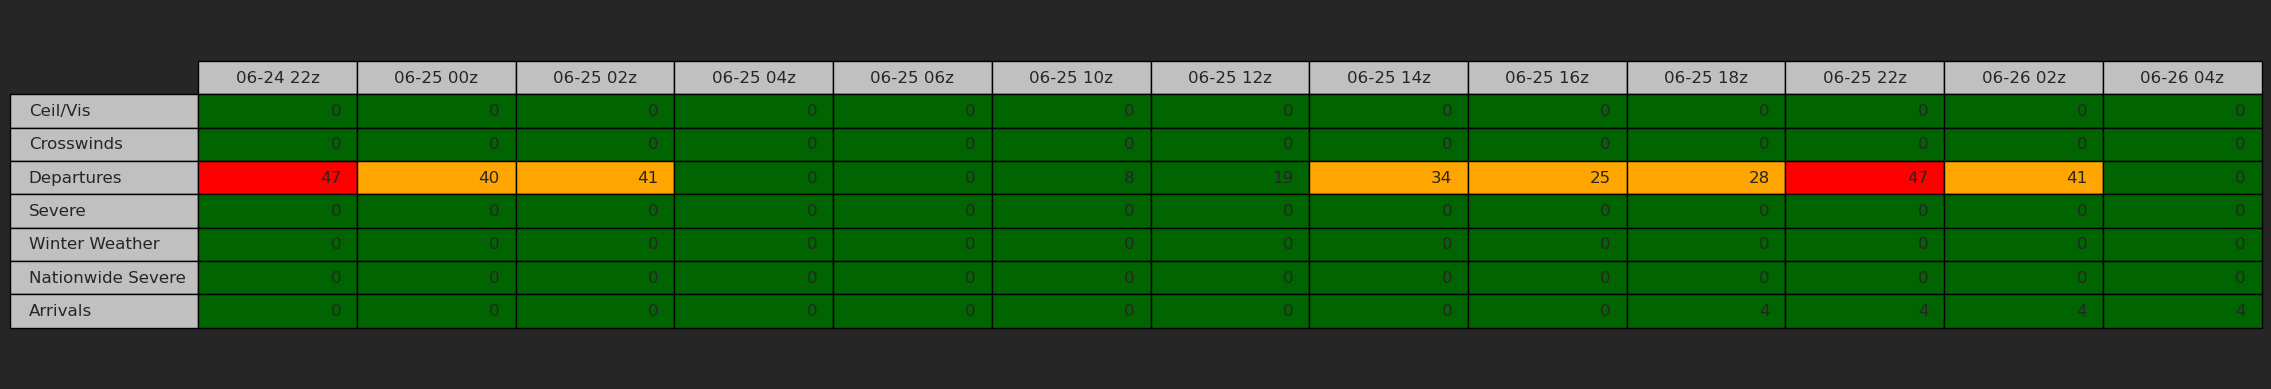 06-24 22z 06-25 00z 06-25 02z 06-25 04z 06-25 06z 06-25 10z 06-25 12z 06-25 14z 06-25 16z 06-25 18z 06-25 22z 06-26 02z 06-26 04z
Ceil/Vis 0 0 0 0 0 0 0 0 0 0 0 0 0
Crosswinds 0 0 0 0 0 0 0 0 0 0 0 0 0
Departures 47 40 41 0 0 8 19 34 25 28 47 41 0
Severe 0 0 0 0 0 0 0 0 0 0 0 0 0
Winter Weather 0 0 0 0 0 0 0 0 0 0 0 0 0
Nationwide Severe 0 0 0 0 0 0 0 0 0 0 0 0 0
Arrivals 0 0 0 0 0 0 0 0 0 4 4 4 4